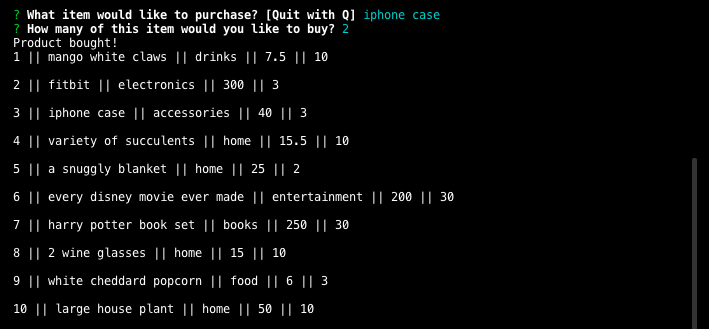 ? What item would like to purchase? [Quit with Q] iphone case
? How many of this item would you like to buy? 2
Product bought!
1 || mango white claws || drinks || 7.5 || 10
2 || fitbit || electronics || 300 || 3
3 || iphone case || accessories || 40 || 3
4 || variety of succulents || home || 15.5 || 10
5 || a snuggly blanket || home || 25 || 2
6 || every disney movie ever made || entertainment || 200 || 30
7 || harry potter book set || books || 250 || 30
8 || 2 wine glasses || home || 15 || 10
9 || white cheddard popcorn || food || 6 || 3
10 || large house plant || home || 50 || 10